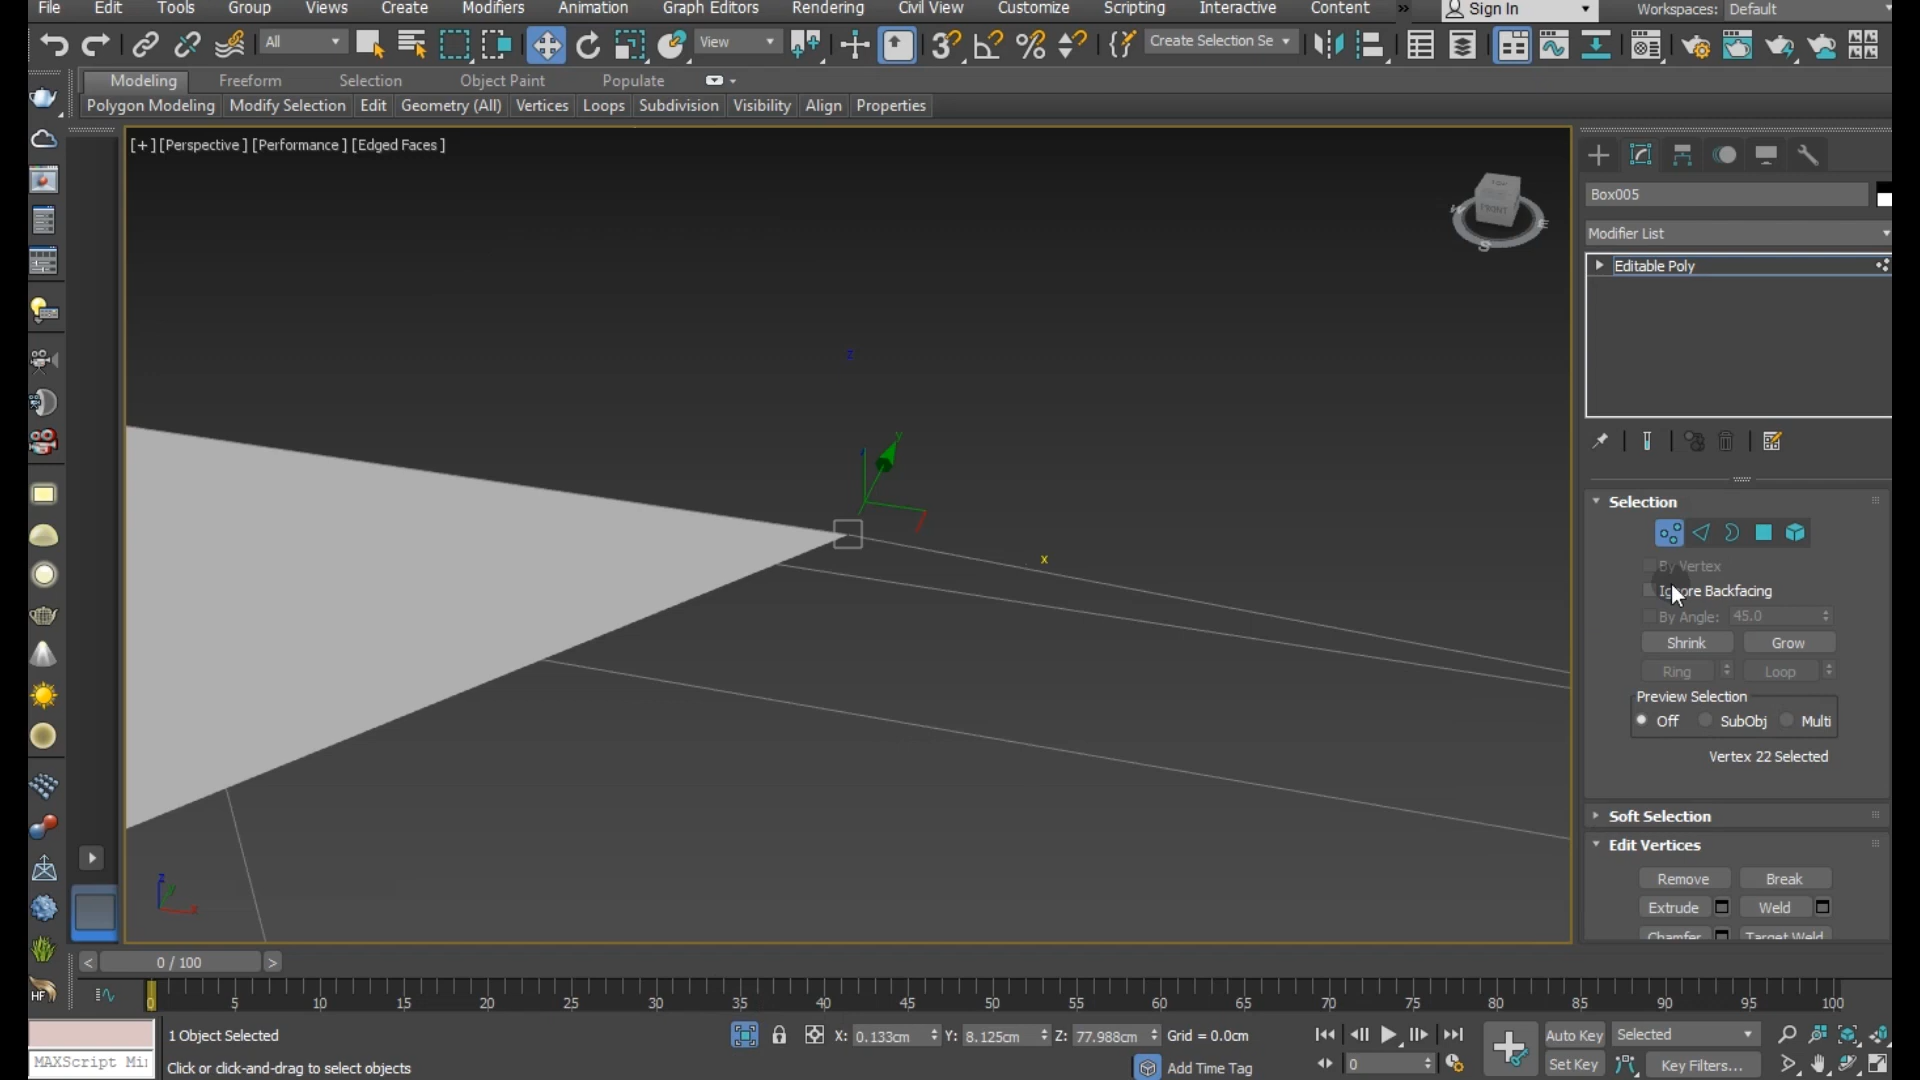 File Edit Tools Group Views Create Modifiers Animation Graph Editors Rendering Civil View Customize Scripting Interactive Content » Sign In Workspaces: Default
All View Create Selection Se
Modeling Freeform Selection Object Paint Populate
Polygon Modeling Modify Selection Edit Geometry (All) Vertices Loops Subdivision Visibility Align Properties
[+] [Perspective ] [Performance ] [Edged Faces ]
FRONT
W
E
S
z
y
x
z
y
x
Box005
Modifier List
Editable Poly
Selection
By Vertex
Ignore Backfacing
By Angle: 45.0
Shrink Grow
Ring Loop
Preview Selection
Off SubObj Multi
Vertex 22 Selected
Soft Selection
Edit Vertices
Remove Break
Extrude Weld
Chamfer Target Weld
< 0 / 100 >
0 5 10 15 20 25 30 35 40 45 50 55 60 65 70 75 80 85 90 95 100
HF
1 Object Selected X: 0.133cm Y: 8.125cm Z: 77.988cm Grid = 0.0cm Auto Key Selected
MAXScript Mi Click or click-and-drag to select objects Add Time Tag 0 Set Key Key Filters...